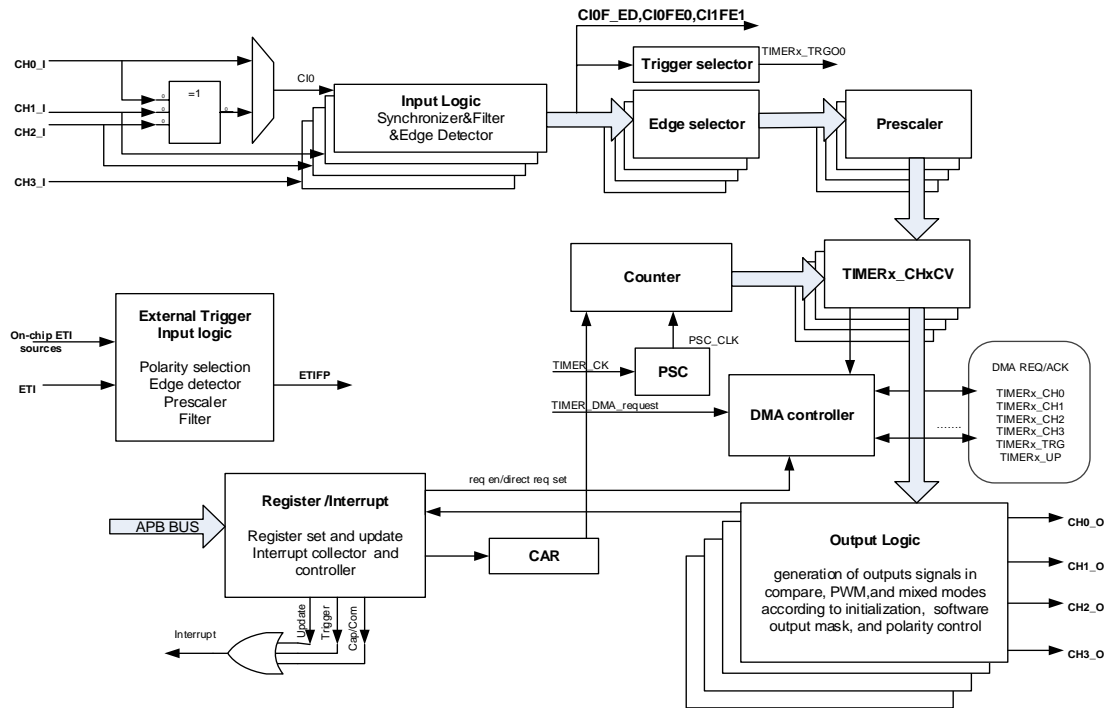 CI0F_ED,CI0FE0,CI1FE1
TIMERx_TRGO0
Trigger selector
CH0_I
CI0
=1
0
0
0
0
CH1_I
CH2_I
CH3_I
Input Logic
Synchronizer&Filter
&Edge Detector
Edge selector
Prescaler
Counter
TIMERx_CHxCV
External Trigger
Input logic
Polarity selection
Edge detector
Prescaler
Filter
On-chip ETI
sources
ETI
ETIFP
PSC_CLK
TIMER_CK
PSC
TIMER_DMA_request
DMA controller
DMA REQ/ACK
TIMERx_CH0
TIMERx_CH1
TIMERx_CH2
TIMERx_CH3
TIMERx_TRG
TIMERx_UP
.......
req en/direct req set
APB BUS
Register /Interrupt
Register set and update
Interrupt collector and
controller
CAR
Output Logic
generation of outputs signals in
compare, PWM,and mixed modes
according to initialization, software
output mask, and polarity control
CH0_O
CH1_O
CH2_O
CH3_O
Update
Trigger
Cap/Com
Interrupt